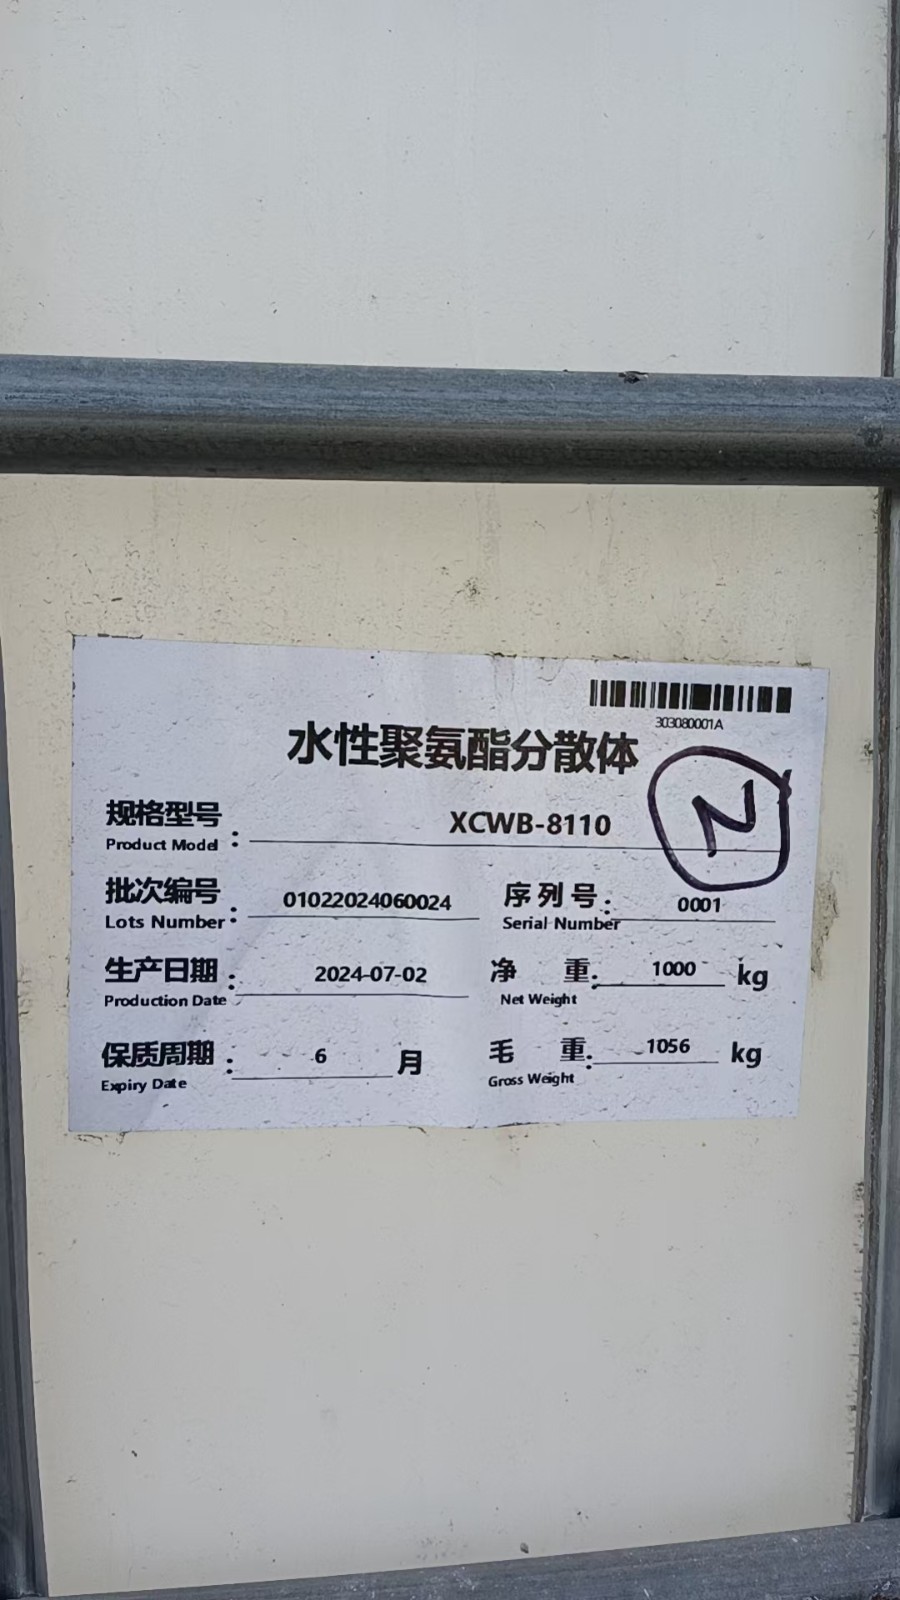 303080001A
水性聚氨酯分散体
2
规格型号 : XCWB-8110
Product Model
批次编号 : 01022024060024 序列号 : 0001
Lots Number Serial Number
生产日期 : 2024-07-02 净 重 : 1000 kg
Production Date Net Weight
保质周期 : 6 月 毛 重 : 1056 kg
Expiry Date Gross Weight